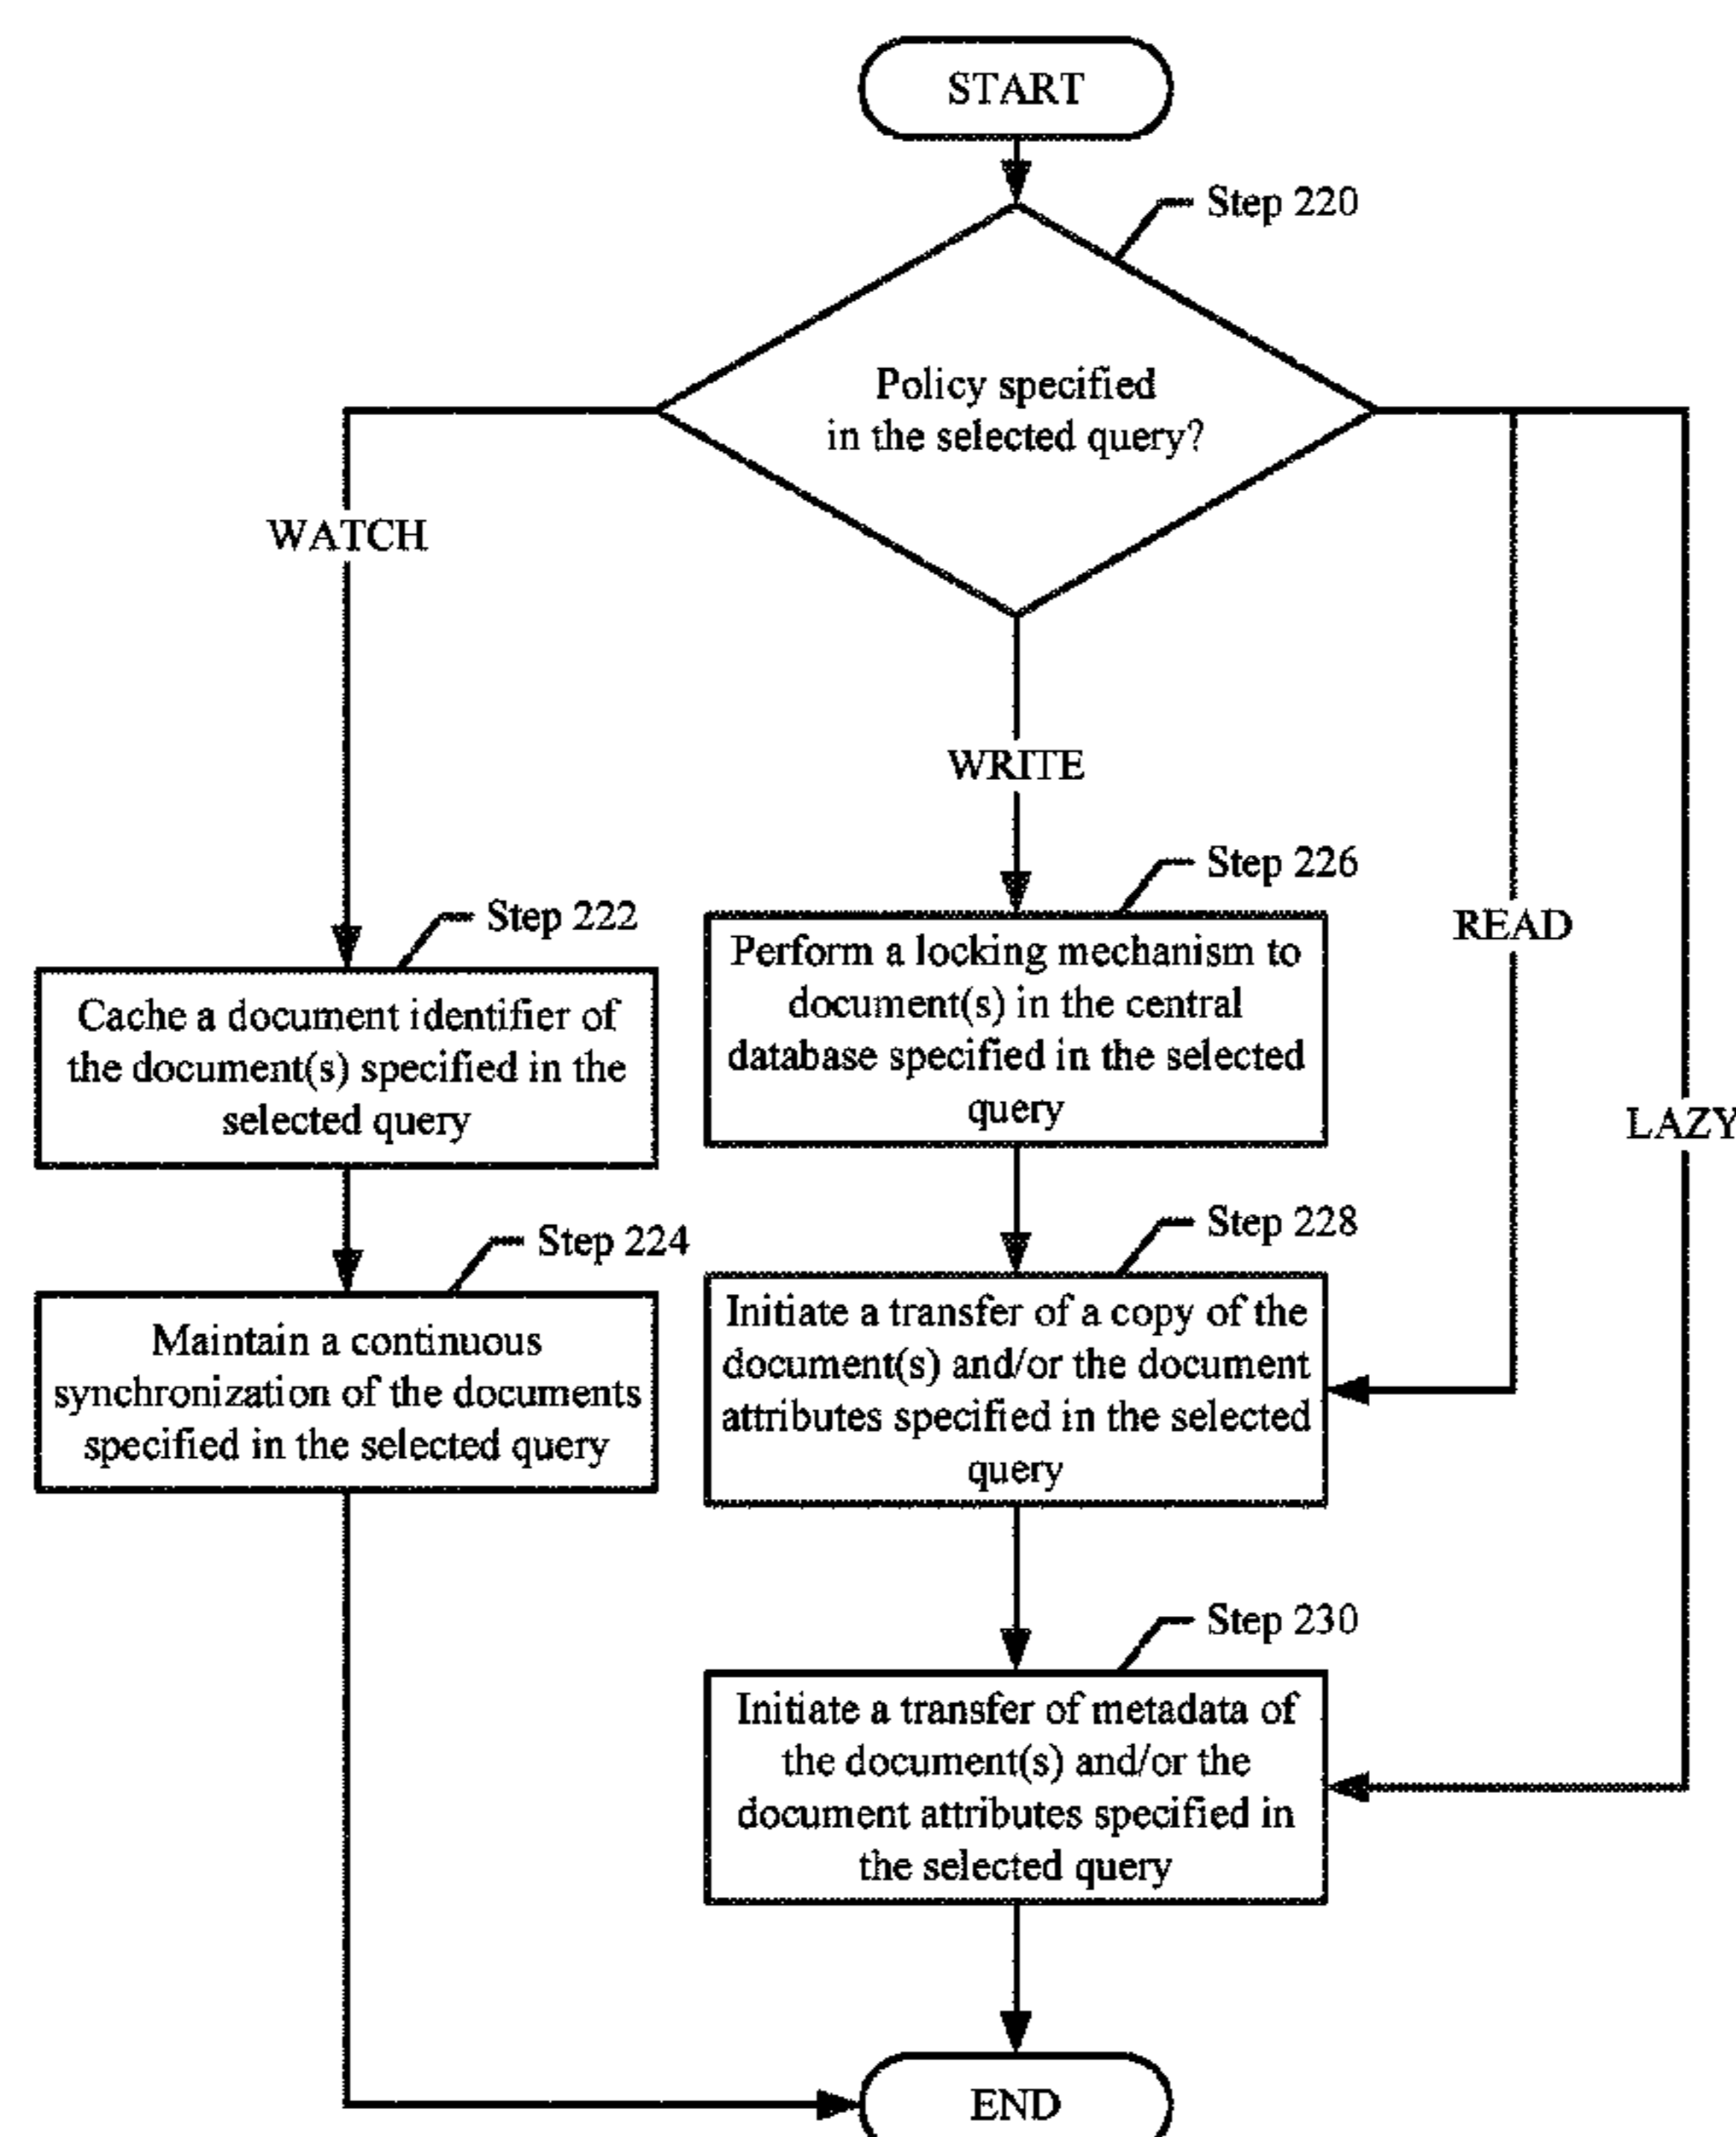 START
Step 220
Policy specified
in the selected query?
WATCH
WRITE
READ
LAZY
Step 222
Cache a document identifier of
the document(s) specified in the
selected query
Step 224
Maintain a continuous
synchronization of the documents
specified in the selected query
Step 226
Perform a locking mechanism to
document(s) in the central
database specified in the selected
query
Step 228
Initiate a transfer of a copy of the
document(s) and/or the document
attributes specified in the selected
query
Step 230
Initiate a transfer of metadata of
the document(s) and/or the
document attributes specified in
the selected query
END